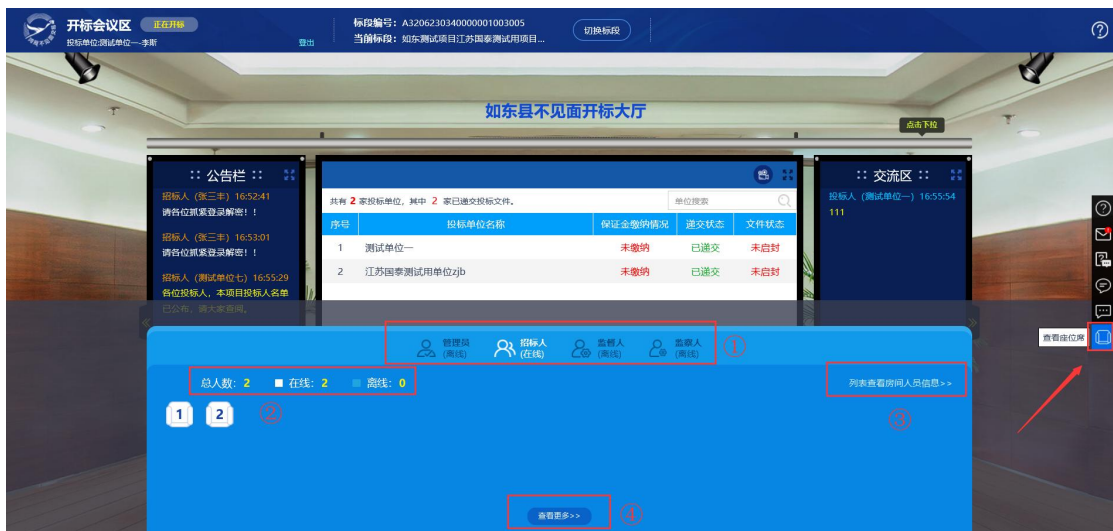 开标会议区 正在开标
投标单位:测试单位一-李斯 登出
标段编号：A3206230340000001003005
当前标段：如东测试项目江苏国泰测试用项目...
切换标段
如东县不见面开标大厅
点击下拉
:: 公告栏 ::
招标人（张三丰）16:52:41
请各位抓紧登录解密！！
招标人（张三丰）16:53:01
请各位抓紧登录解密！！
招标人（测试单位七）16:55:29
各位投标人，本项目投标人名单
已公布，请大家查阅。
共有 2 家投标单位，其中 2 家已递交投标文件。 单位搜索
序号 投标单位名称 保证金缴纳情况 递交状态 文件状态
1 测试单位一 未缴纳 已递交 未启封
2 江苏国泰测试用单位zjb 未缴纳 已递交 未启封
:: 交流区 ::
投标人（测试单位一）16:55:54
111
查看座位席
管理员 (离线) 招标人 (在线) 监督人 (离线) 监察人 (离线) ①
总人数：2 在线：2 离线：0 ②
列表查看房间人员信息>>
③
1 2
查看更多>> ④